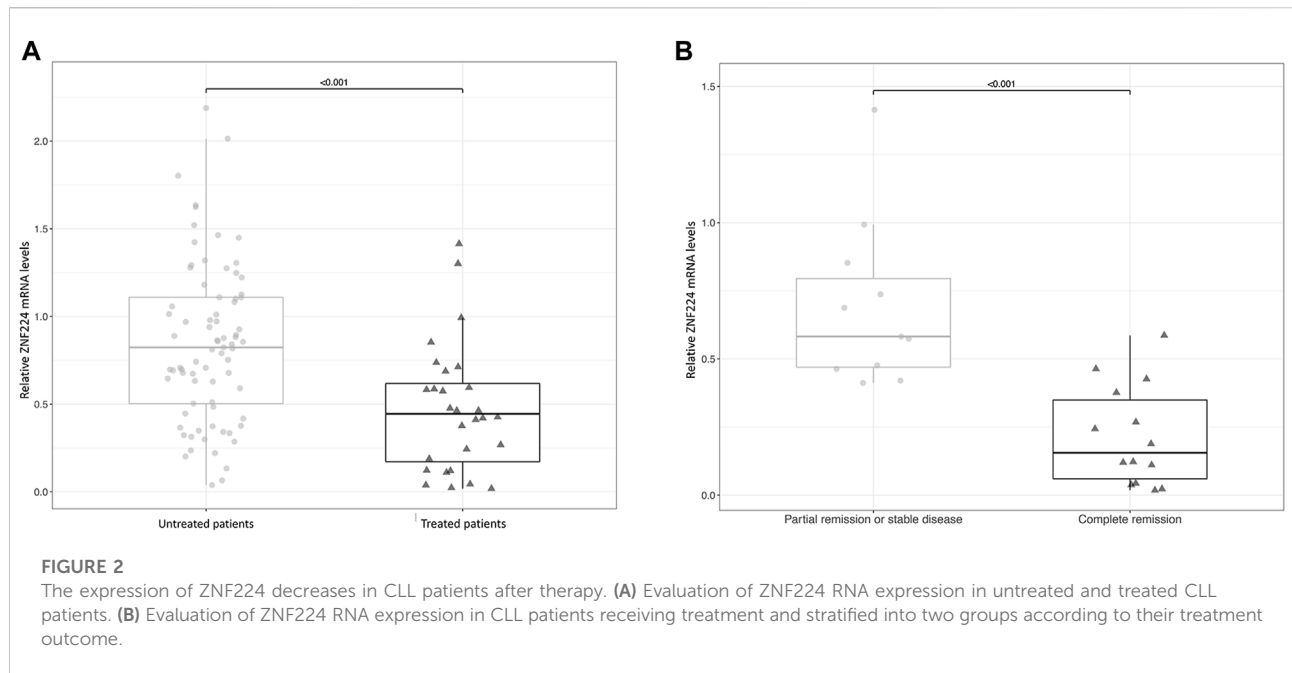 A
<0.001
2.0
1.5
1.0
0.5
0.0
Relative ZNF224 mRNA levels
Untreated patients
Treated patients
B
<0.001
1.5
1.0
0.5
0.0
Relative ZNF224 mRNA levels
Partial remission or stable disease
Complete remission
FIGURE 2
The expression of ZNF224 decreases in CLL patients after therapy. (A) Evaluation of ZNF224 RNA expression in untreated and treated CLL
patients. (B) Evaluation of ZNF224 RNA expression in CLL patients receiving treatment and stratified into two groups according to their treatment
outcome.